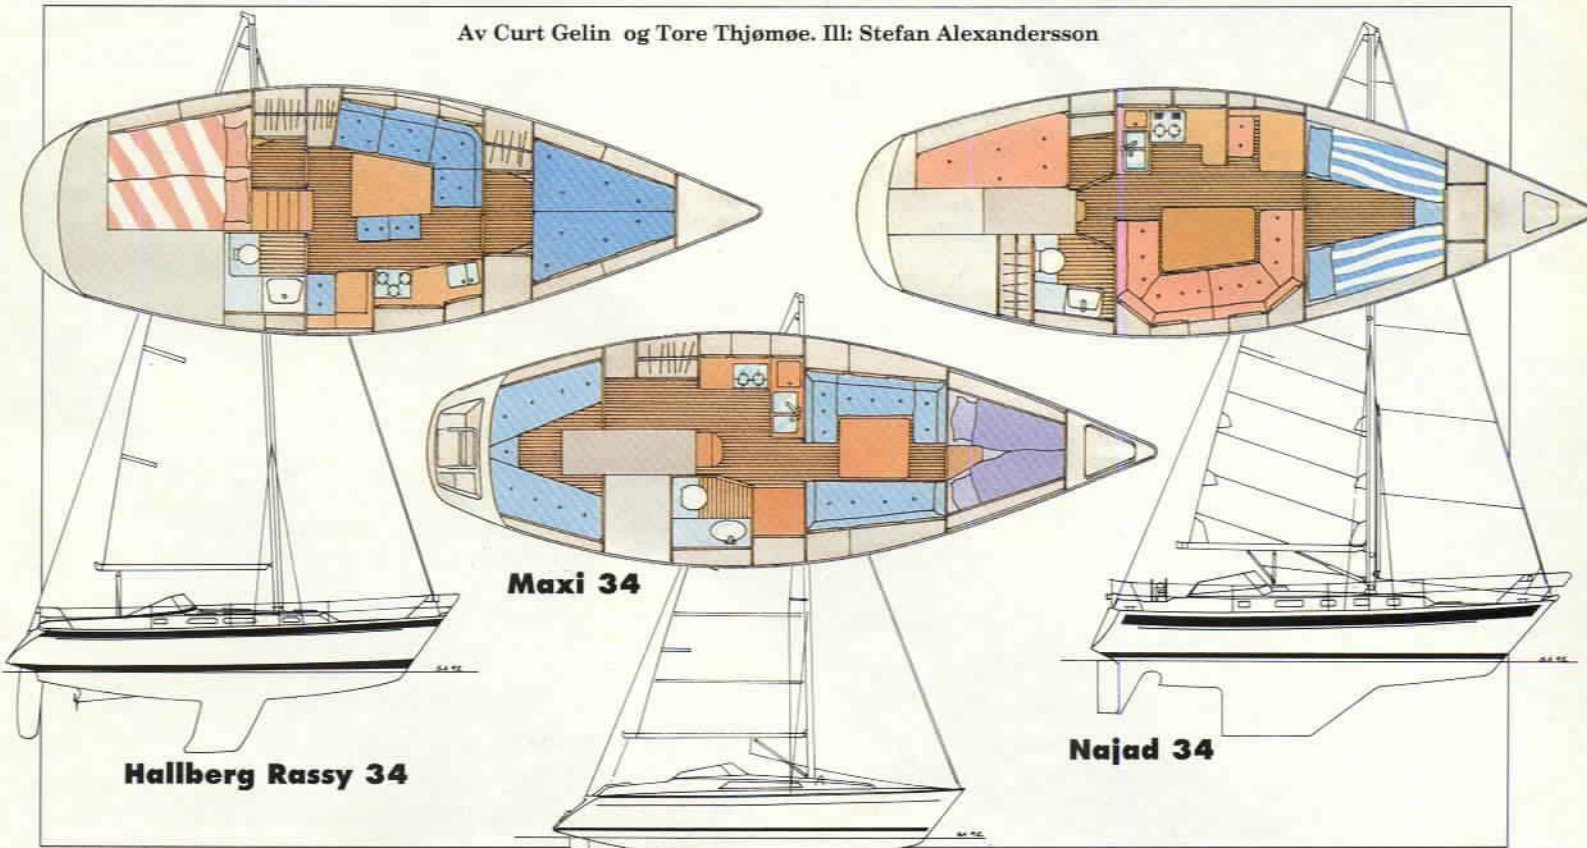 Av Curt Gelin og Tore Thjømøe. Ill: Stefan Alexandersson
Maxi 34
Hallberg Rassy 34
Najad 34